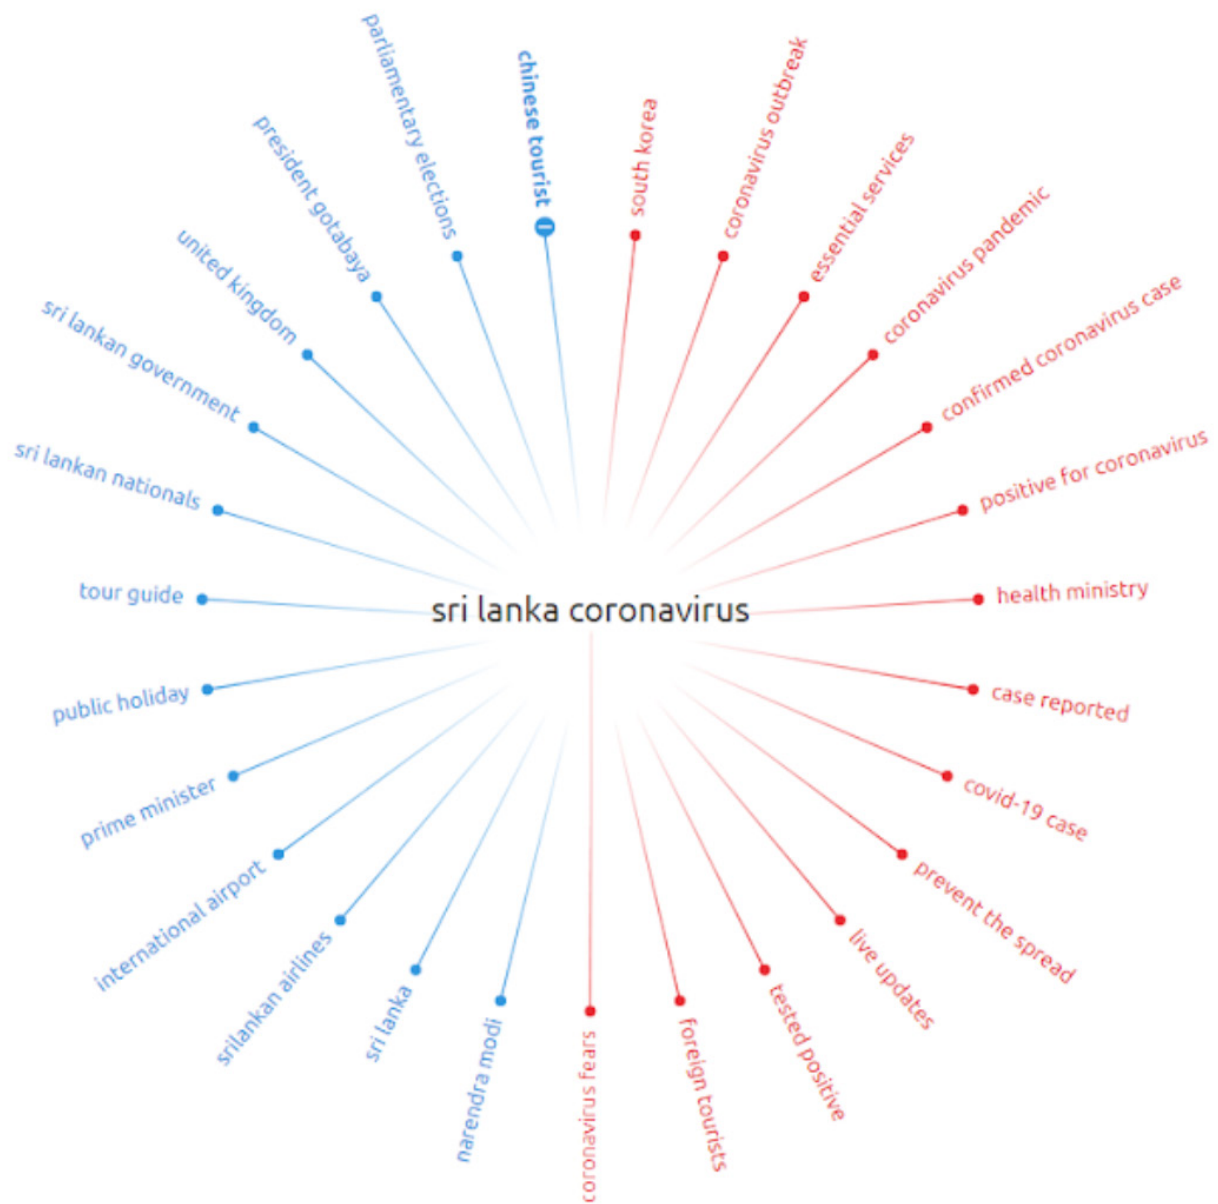 chinese tourist
south korea
coronavirus outbreak
essential services
coronavirus pandemic
confirmed coronavirus case
positive for coronavirus
health ministry
case reported
covid-19 case
prevent the spread
live updates
tested positive
foreign tourists
coronavirus fears
narendra modi
sri lanka
srilankan airlines
international airport
prime minister
public holiday
tour guide
sri lankan nationals
sri lankan government
united kingdom
president gotabaya
parliamentary elections
sri lanka coronavirus